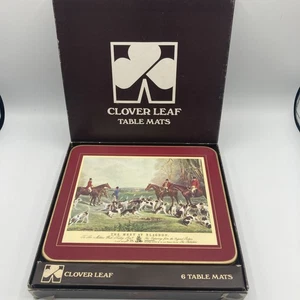 CLOVER LEAF
TABLE MATS
THE MEET AT BLAGDON.
CLOVER LEAF
6 TABLE MATS